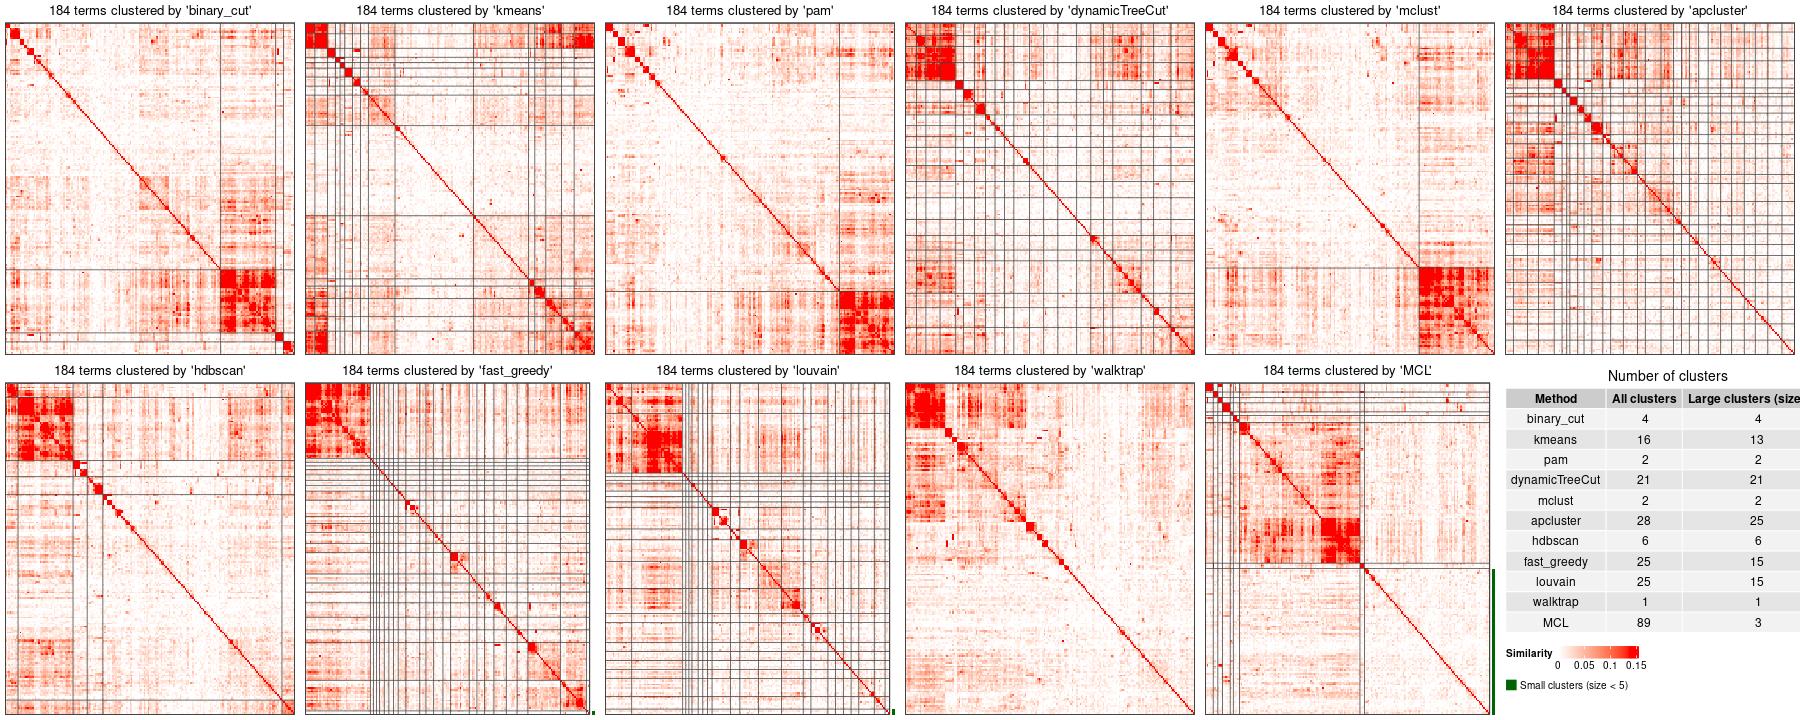 184 terms clustered by 'binary_cut'
184 terms clustered by 'kmeans'
184 terms clustered by 'pam'
184 terms clustered by 'dynamicTreeCut'
184 terms clustered by 'mclust'
184 terms clustered by 'apcluster'
184 terms clustered by 'hdbscan'
184 terms clustered by 'fast_greedy'
184 terms clustered by 'louvain'
184 terms clustered by 'walktrap'
184 terms clustered by 'MCL'
Number of clusters
Method All clusters Large clusters (size
binary_cut 4 4
kmeans 16 13
pam 2 2
dynamicTreeCut 21 21
mclust 2 2
apcluster 28 25
hdbscan 6 6
fast_greedy 25 15
louvain 25 15
walktrap 1 1
MCL 89 3
Similarity
0 0.05 0.1 0.15
Small clusters (size < 5)